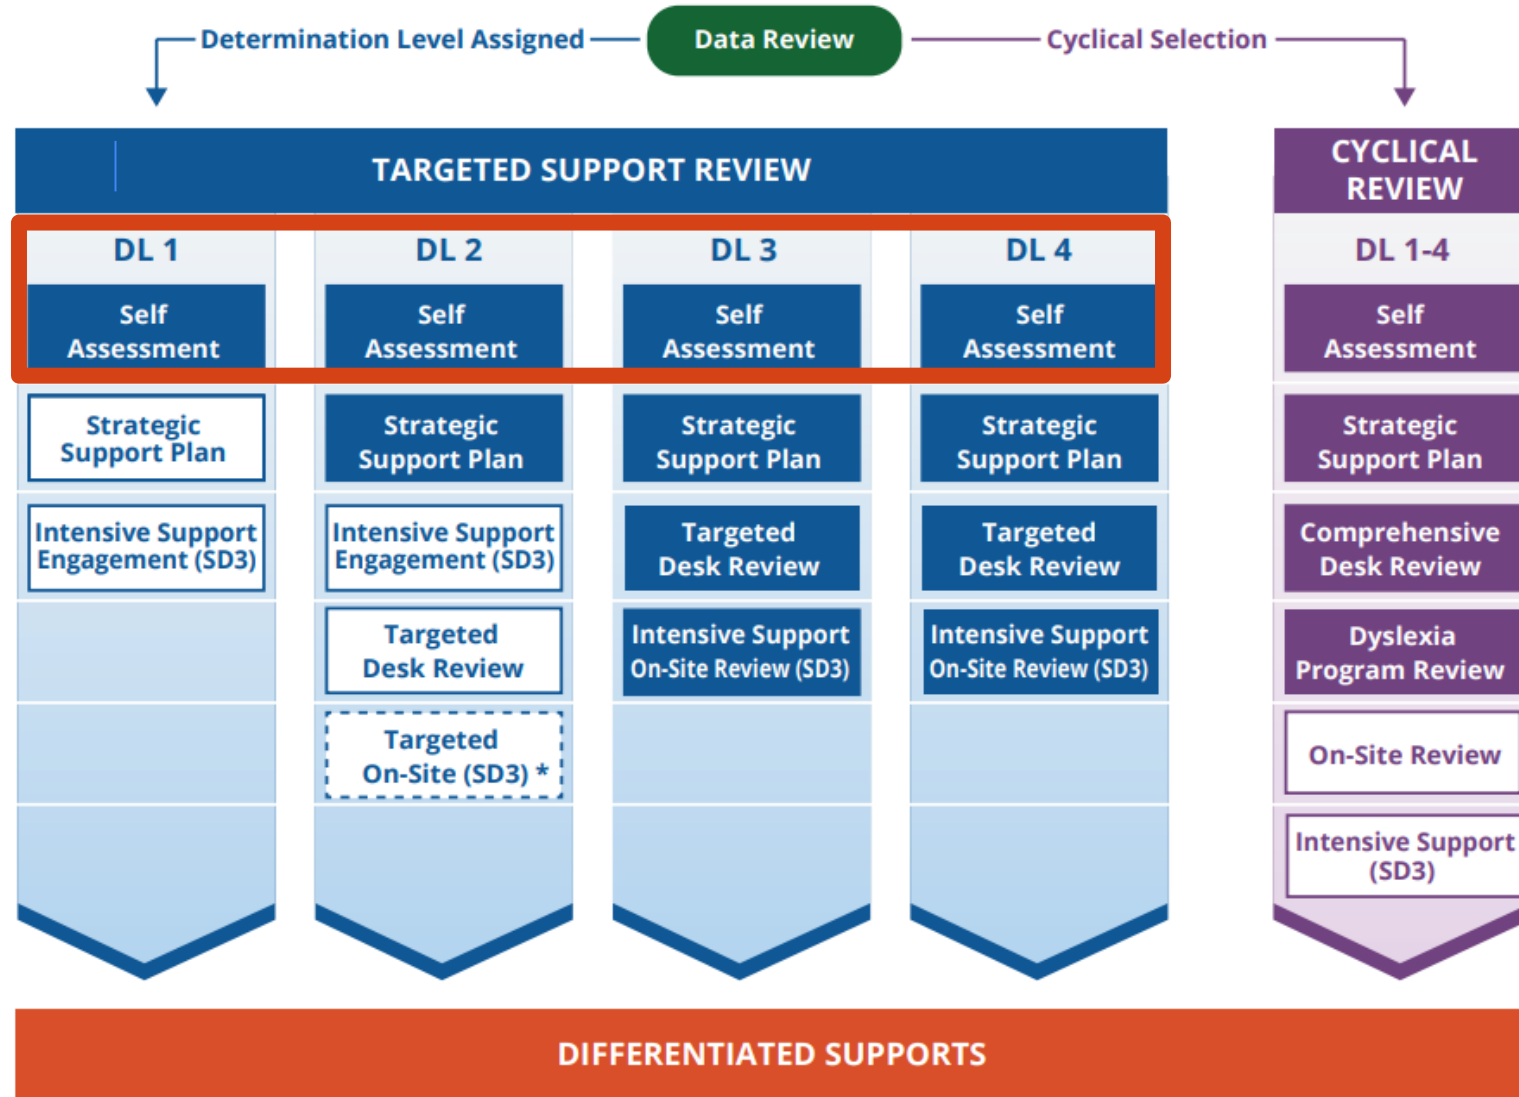 Determination Level Assigned
Data Review
Cyclical Selection
TARGETED SUPPORT REVIEW
DL 1
Self
Assessment
Strategic
Support Plan
Intensive Support
Engagement (SD3)
DL 2
Self
Assessment
Strategic
Support Plan
Intensive Support
Engagement (SD3)
Targeted
Desk Review
Targeted
On-Site (SD3) *
DL 3
Self
Assessment
Strategic
Support Plan
Targeted
Desk Review
Intensive Support
On-Site Review (SD3)
DL 4
Self
Assessment
Strategic
Support Plan
Targeted
Desk Review
Intensive Support
On-Site Review (SD3)
CYCLICAL
REVIEW
DL 1-4
Self
Assessment
Strategic
Support Plan
Comprehensive
Desk Review
Dyslexia
Program Review
On-Site Review
Intensive Support
(SD3)
DIFFERENTIATED SUPPORTS